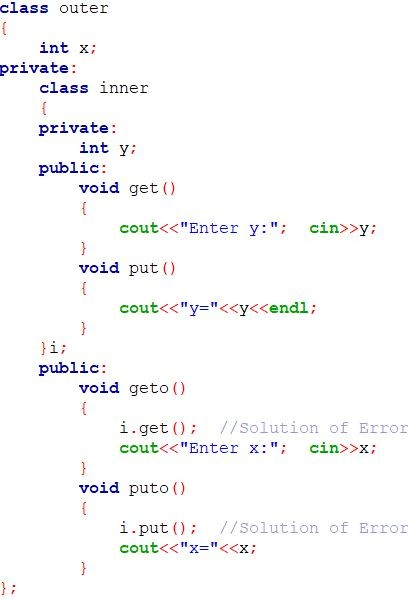 class outer
{
    int x;
private:
    class inner
    {
    private:
        int y;
    public:
        void get()
        {
            cout<<"Enter y:";  cin>>y;
        }
        void put()
        {
            cout<<"y="<<y<<endl;
        }
    }i;
    public:
        void geto()
        {
            i.get();  //Solution of Error
            cout<<"Enter x:";  cin>>x;
        }
        void puto()
        {
            i.put();  //Solution of Error
            cout<<"x="<<x;
        }
};